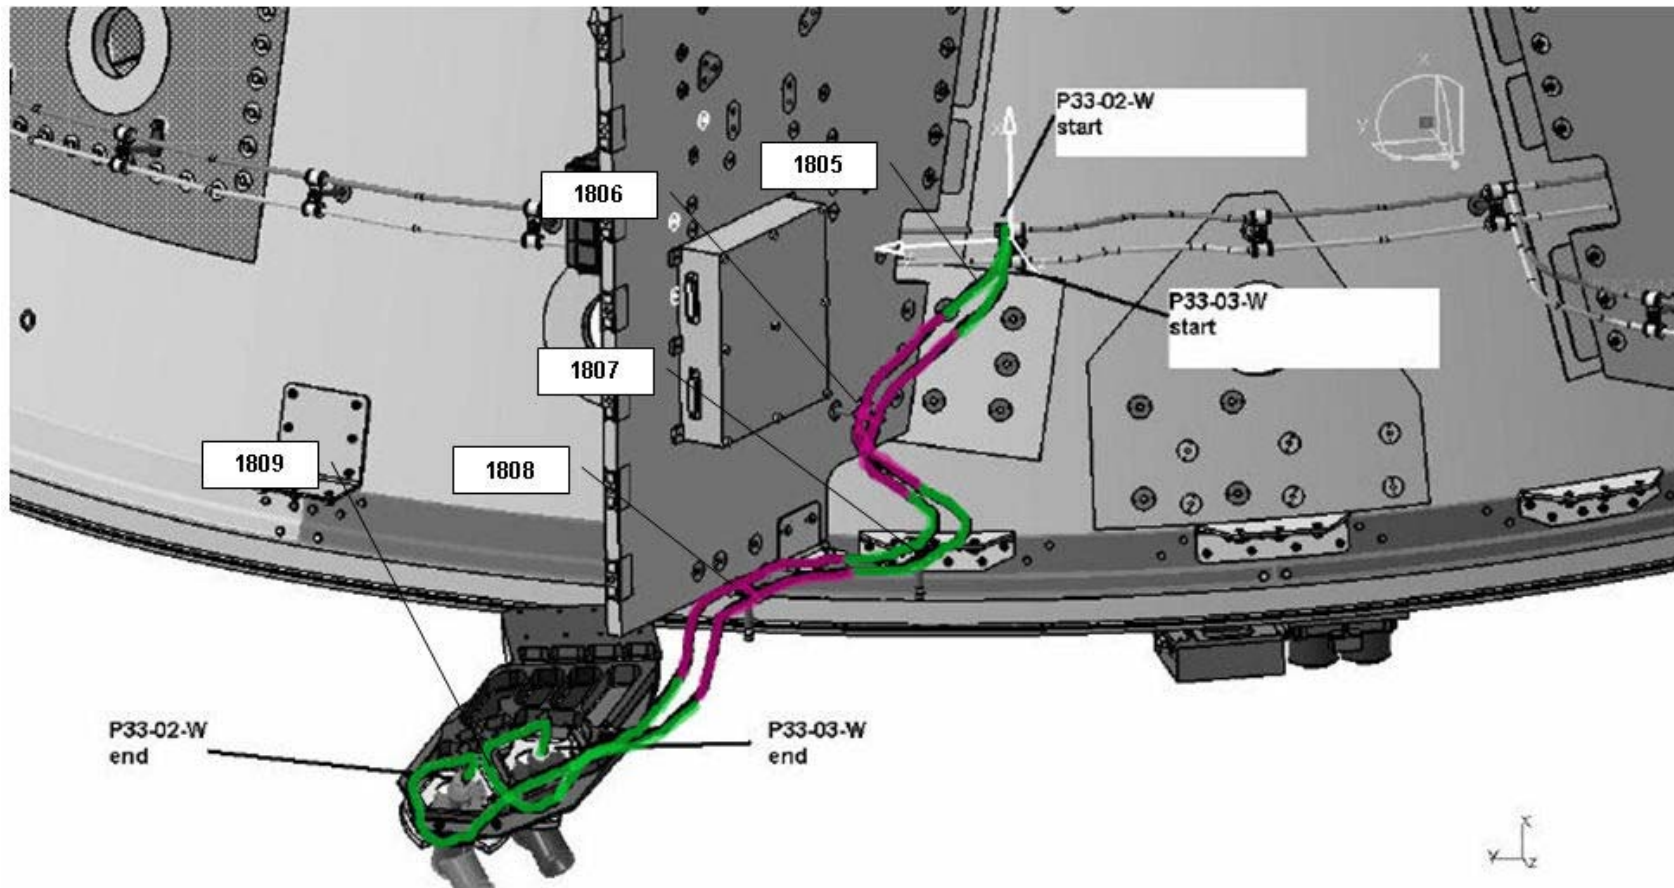 P33-02-W
start
1805
1806
P33-03-W
start
1807
1809
1808
P33-02-W
end
P33-03-W
end
X
Y
X
Y
Z